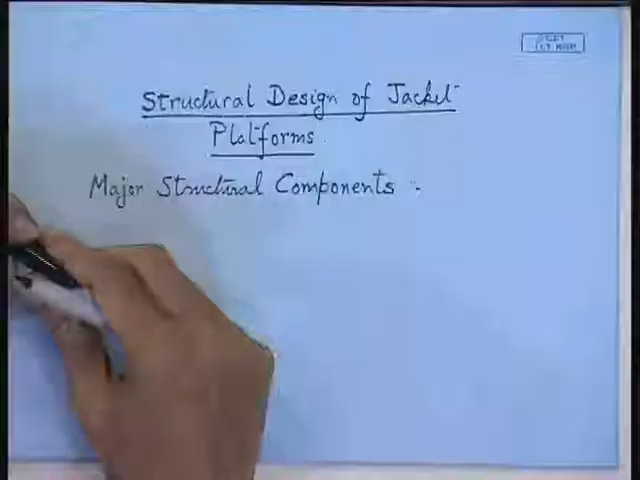 Structural Design of Jacket
Platforms
Major Structural Components :-